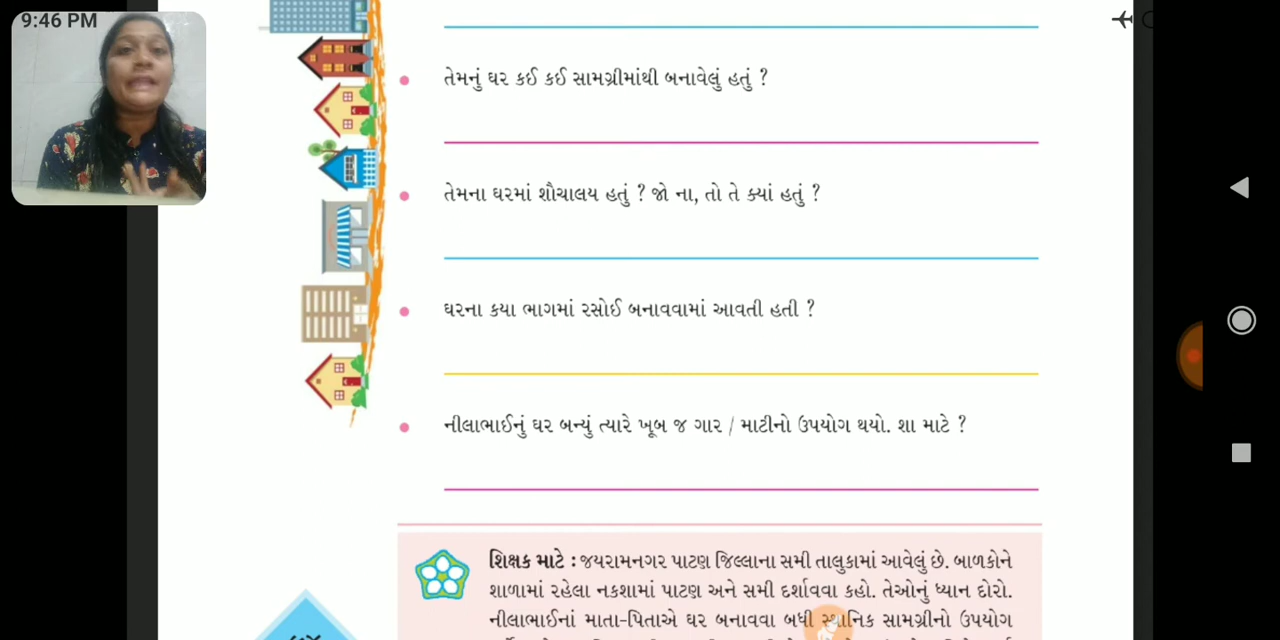 9:46 PM
તેમનું ઘર કઈ કઈ સામગ્રીમાંથી બનાવેલું હતું ?
તેમના ઘરમાં શૌચાલય હતું ? જો ના, તો તે ક્યાં હતું ?
ઘરના કયા ભાગમાં રસોઈ બનાવવામાં આવતી હતી ?
નીલાભાઈનું ઘર બન્યું ત્યારે ખૂબ જ ગાર / માટીનો ઉપયોગ થયો. શા માટે ?
શિક્ષક માટે : જયરામનગર પાટણ જિલ્લાના સમી તાલુકામાં આવેલું છે. બાળકોને
શાળામાં રહેલા નકશામાં પાટણ અને સમી દર્શાવવા કહો. તેઓનું ધ્યાન દોરો.
નીલાભાઈનાં માતા-પિતાએ ઘર બનાવવા બધી સ્થાનિક સામગ્રીનો ઉપયોગ